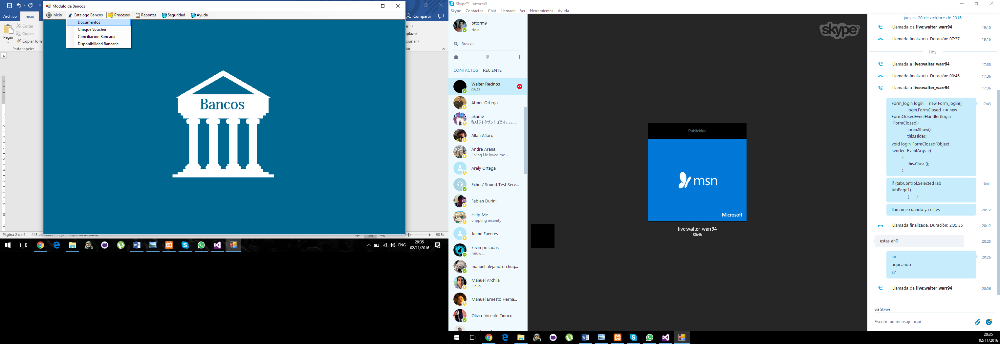 Modulo de Bancos
Archivo
Inicio
Compartir
Inicio
Catalogo Bancos
Procesos
Reportes
Seguridad
Ayuda
Documentos
Cheque Voucher
Conciliacion Bancaria
Disponibilidad Bancaria
Pegar
Cortar
Copiar
Copiar form
Portapapeles
ar
mplazar
cionar
tar
Bancos
Página 2 de 4
448 palabras
Español (España)
90 %
ENG
20:35
02/11/2016
Skype™ - ottorm9
Skype
Contactos
Chat
Llamada
Ver
Herramientas
Ayuda
ottorm9
Hola
Buscar
CONTACTOS
RECIENTE
Walter Recinos
08:47
Abner Ortega
akame
私はアレクサンドロです。。。...
Allan Alfaro
Andre Arana
Living He loved me ...
Arely Ortega
Echo / Sound Test Serv...
Fabian Durini
Help Me
crippling insanity
Jaime Fuentes
kevin posadas
miuw....
manuel alejandro chuq...
Manuel Archila
Hello
Manuel Ernesto Herna...
Olivia Vicente Tinoco
skype™
Publicidad
msn
Microsoft
live:walter_warr94
08:46
jueves, 20 de octubre de 2016
Llamada de live:walter_warr94 19:10
Llamada finalizada. Duración: 07:37 19:16
Hoy
Llamada a live:walter_warr94 17:35
Llamada finalizada. Duración: 00:46 17:36
Llamada a live:walter_warr94 17:36
Form_login login = new Form_login(); 17:43
login.FormClosed += new
FormClosedEventHandler(login
_FormClosed);
login.Show();
this.Hide();
void login_FormClosed(Object
sender, EventArgs e)
{
this.Close();
}
if (tabControl.SelectedTab == 18:41
tabPage1)
{ }
llamame cuando ya estes 20:12
Llamada finalizada. Duración: 2:35:35 20:12
estas ahí? 20:25
so 20:26
aqui ando
si*
Llamada de live:walter_warr94 20:26
vía Skype
Escribe un mensaje aquí
20:35
02/11/2016